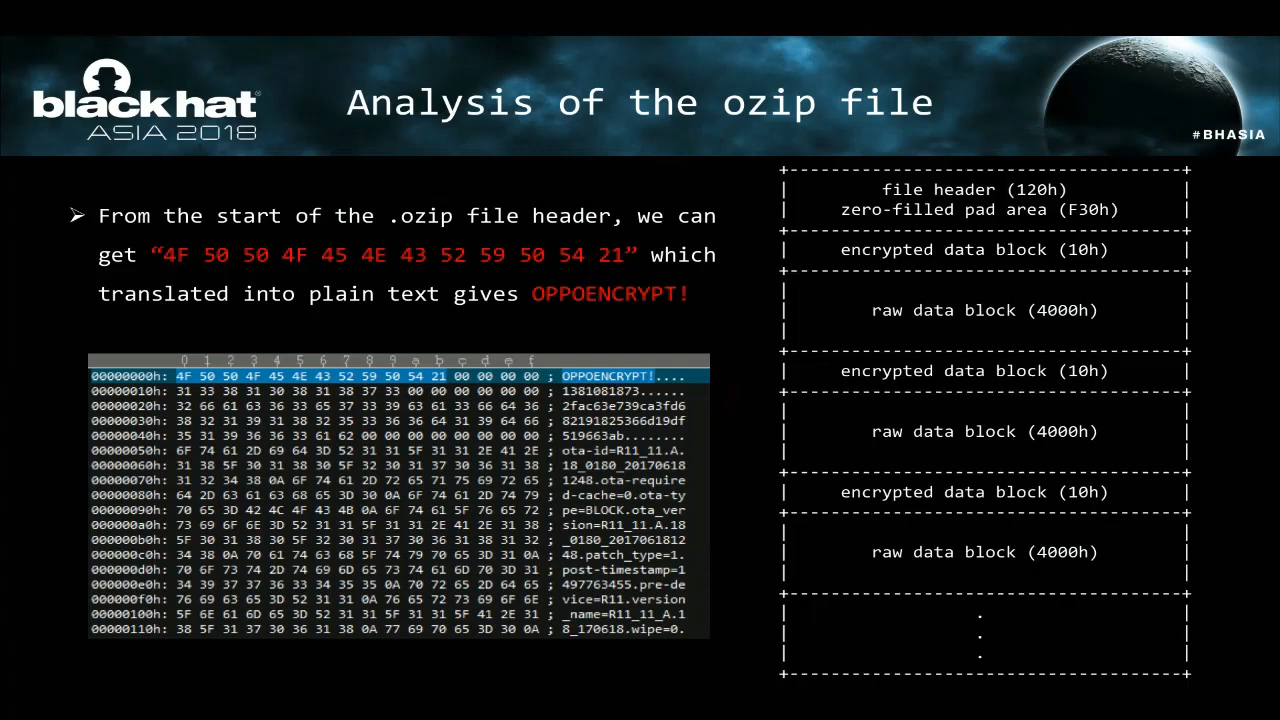 black hat®
ASIA 2018
Analysis of the ozip file
#BHASIA
➢ From the start of the .ozip file header, we can
get “4F 50 50 4F 45 4E 43 52 59 50 54 21” which
translated into plain text gives OPPOENCRYPT!
0 1 2 3 4 5 6 7 8 9 a b c d e f
00000000h: 4F 50 50 4F 45 4E 43 52 59 50 54 21 00 00 00 00 ; OPPOENCRYPT!....
00000010h: 31 33 38 31 30 38 31 38 37 33 00 00 00 00 00 00 ; 1381081873......
00000020h: 32 66 61 63 36 33 65 37 33 39 63 61 33 66 64 36 ; 2fac63e739ca3fd6
00000030h: 38 32 31 39 31 38 32 35 33 36 36 64 31 39 64 66 ; 82191825366d19df
00000040h: 35 31 39 36 36 33 61 62 00 00 00 00 00 00 00 00 ; 519663ab........
00000050h: 6F 74 61 2D 69 64 3D 52 31 31 5F 31 31 2E 41 2E ; ota-id=R11_11.A.
00000060h: 31 38 5F 30 31 38 30 5F 32 30 31 37 30 36 31 38 ; 18_0180_20170618
00000070h: 31 32 34 38 0A 6F 74 61 2D 72 65 71 75 69 72 65 ; 1248.ota-require
00000080h: 64 2D 63 61 63 68 65 3D 30 0A 6F 74 61 2D 74 79 ; d-cache=0.ota-ty
00000090h: 70 65 3D 42 4C 4F 43 4B 0A 6F 74 61 5F 76 65 72 ; pe=BLOCK.ota_ver
000000a0h: 73 69 6F 6E 3D 52 31 31 5F 31 31 2E 41 2E 31 38 ; sion=R11_11.A.18
000000b0h: 5F 30 31 38 30 5F 32 30 31 37 30 36 31 38 31 32 ; _0180_2017061812
000000c0h: 34 38 0A 70 61 74 63 68 5F 74 79 70 65 3D 31 0A ; 48.patch_type=1.
000000d0h: 70 6F 73 74 2D 74 69 6D 65 73 74 61 6D 70 3D 31 ; post-timestamp=1
000000e0h: 34 39 37 37 36 33 34 35 35 0A 70 72 65 2D 64 65 ; 497763455.pre-de
000000f0h: 76 69 63 65 3D 52 31 31 0A 76 65 72 73 69 6F 6E ; vice=R11.version
00000100h: 5F 6E 61 6D 65 3D 52 31 31 5F 31 31 5F 41 2E 31 ; _name=R11_11_A.1
00000110h: 38 5F 31 37 30 36 31 38 0A 77 69 70 65 3D 30 0A ; 8_170618.wipe=0.
file header (120h)
zero-filled pad area (F30h)
encrypted data block (10h)
raw data block (4000h)
encrypted data block (10h)
raw data block (4000h)
encrypted data block (10h)
raw data block (4000h)
.
.
.